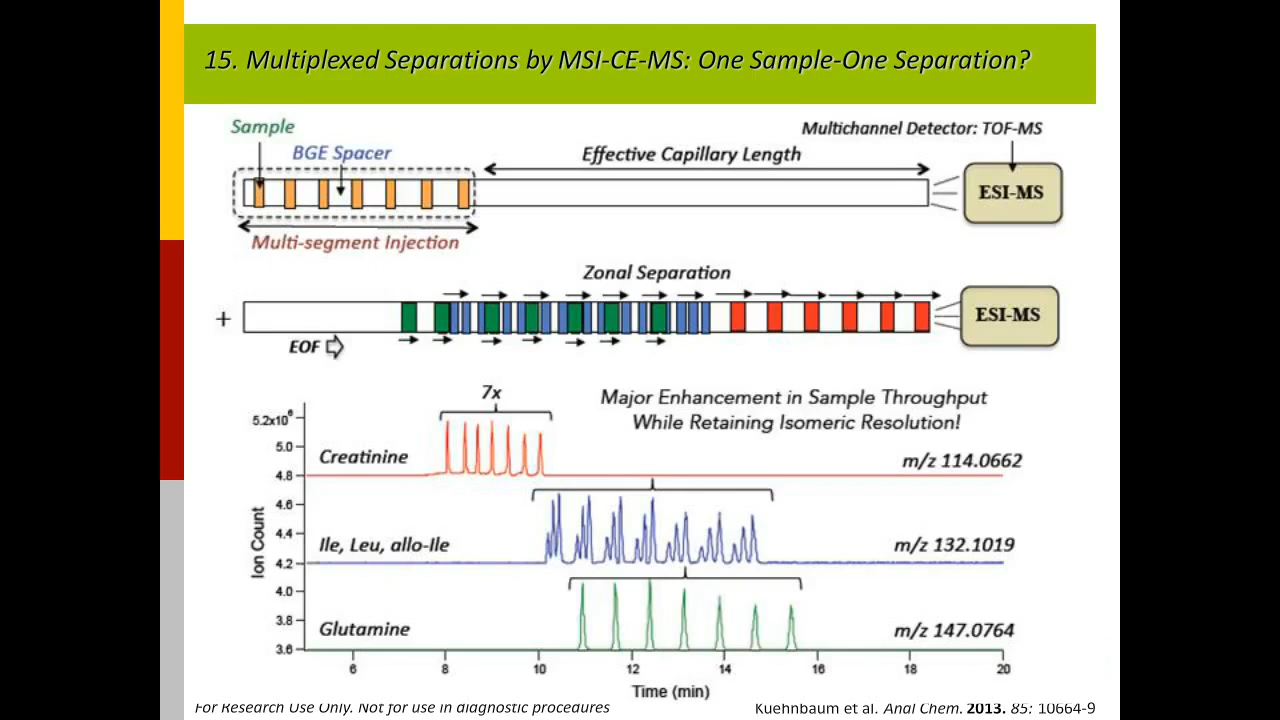 15. Multiplexed Separations by MSI-CE-MS: One Sample-One Separation?
Sample
BGE Spacer
Effective Capillary Length
Multichannel Detector: TOF-MS
ESI-MS
Multi-segment Injection
Zonal Separation
+
ESI-MS
EOF
7x
Major Enhancement in Sample Throughput
While Retaining Isomeric Resolution!
5.2x10⁶
5.0
4.8
4.6
4.4
4.2
4.0
3.8
3.6
Ion Count
Creatinine
m/z 114.0662
Ile, Leu, allo-Ile
m/z 132.1019
Glutamine
m/z 147.0764
6 8 10 12 14 16 18 20
Time (min)
For Research Use Only. Not for use in diagnostic procedures
Kuehnbaum et al. Anal Chem. 2013. 85: 10664-9